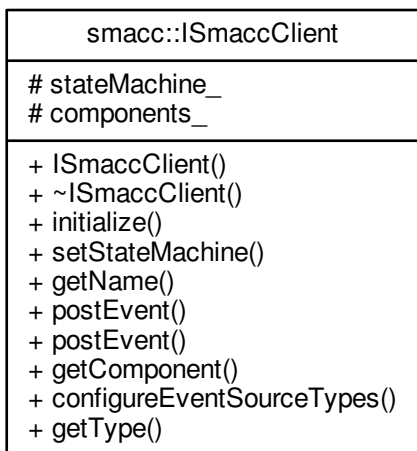 smacc::ISmaccClient
# stateMachine_
# components_
+ ISmaccClient()
+ ~ISmaccClient()
+ initialize()
+ setStateMachine()
+ getName()
+ postEvent()
+ postEvent()
+ getComponent()
+ configureEventSourceTypes()
+ getType()